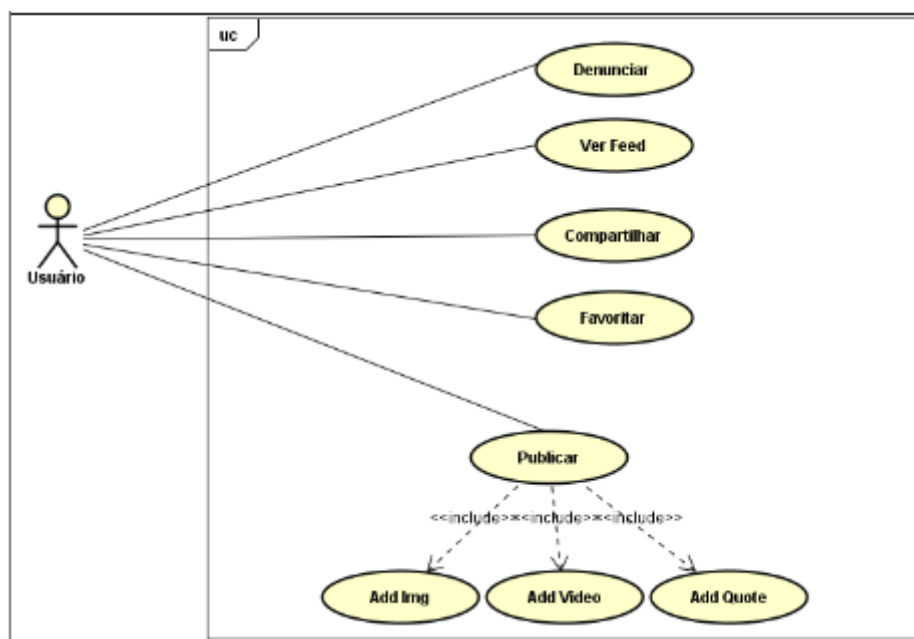 uc
Denunciar
Ver Feed
Compartilhar
Usuário
Favoritar
Publicar
<<include>> <<include>> <<include>>
Add Img
Add Video
Add Quote